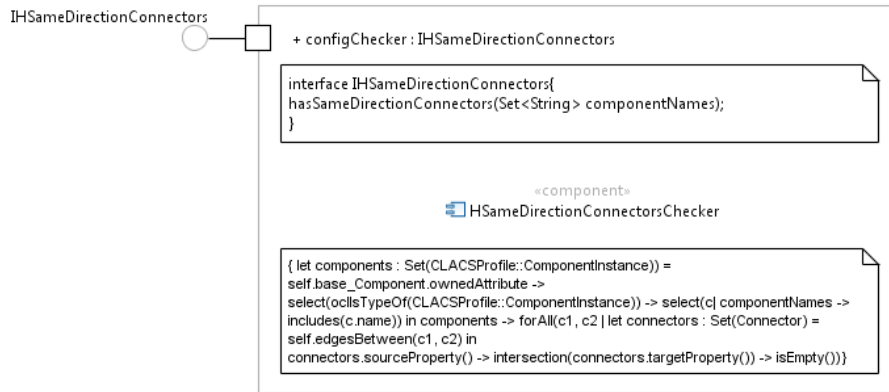 IHSameDirectionConnectors
+ configChecker : IHSameDirectionConnectors
interface IHSameDirectionConnectors{
hasSameDirectionConnectors(Set<String> componentNames);
}
«component»
HSameDirectionConnectorsChecker
{ let components : Set(CLACSProfile::ComponentInstance)) =
self.base_Component.ownedAttribute ->
select(oclIsTypeOf(CLACSProfile::ComponentInstance)) -> select(c| componentNames ->
includes(c.name)) in components -> forAll(c1, c2 | let connectors : Set(Connector) =
self.edgesBetween(c1, c2) in
connectors.sourceProperty() -> intersection(connectors.targetProperty()) -> isEmpty())}